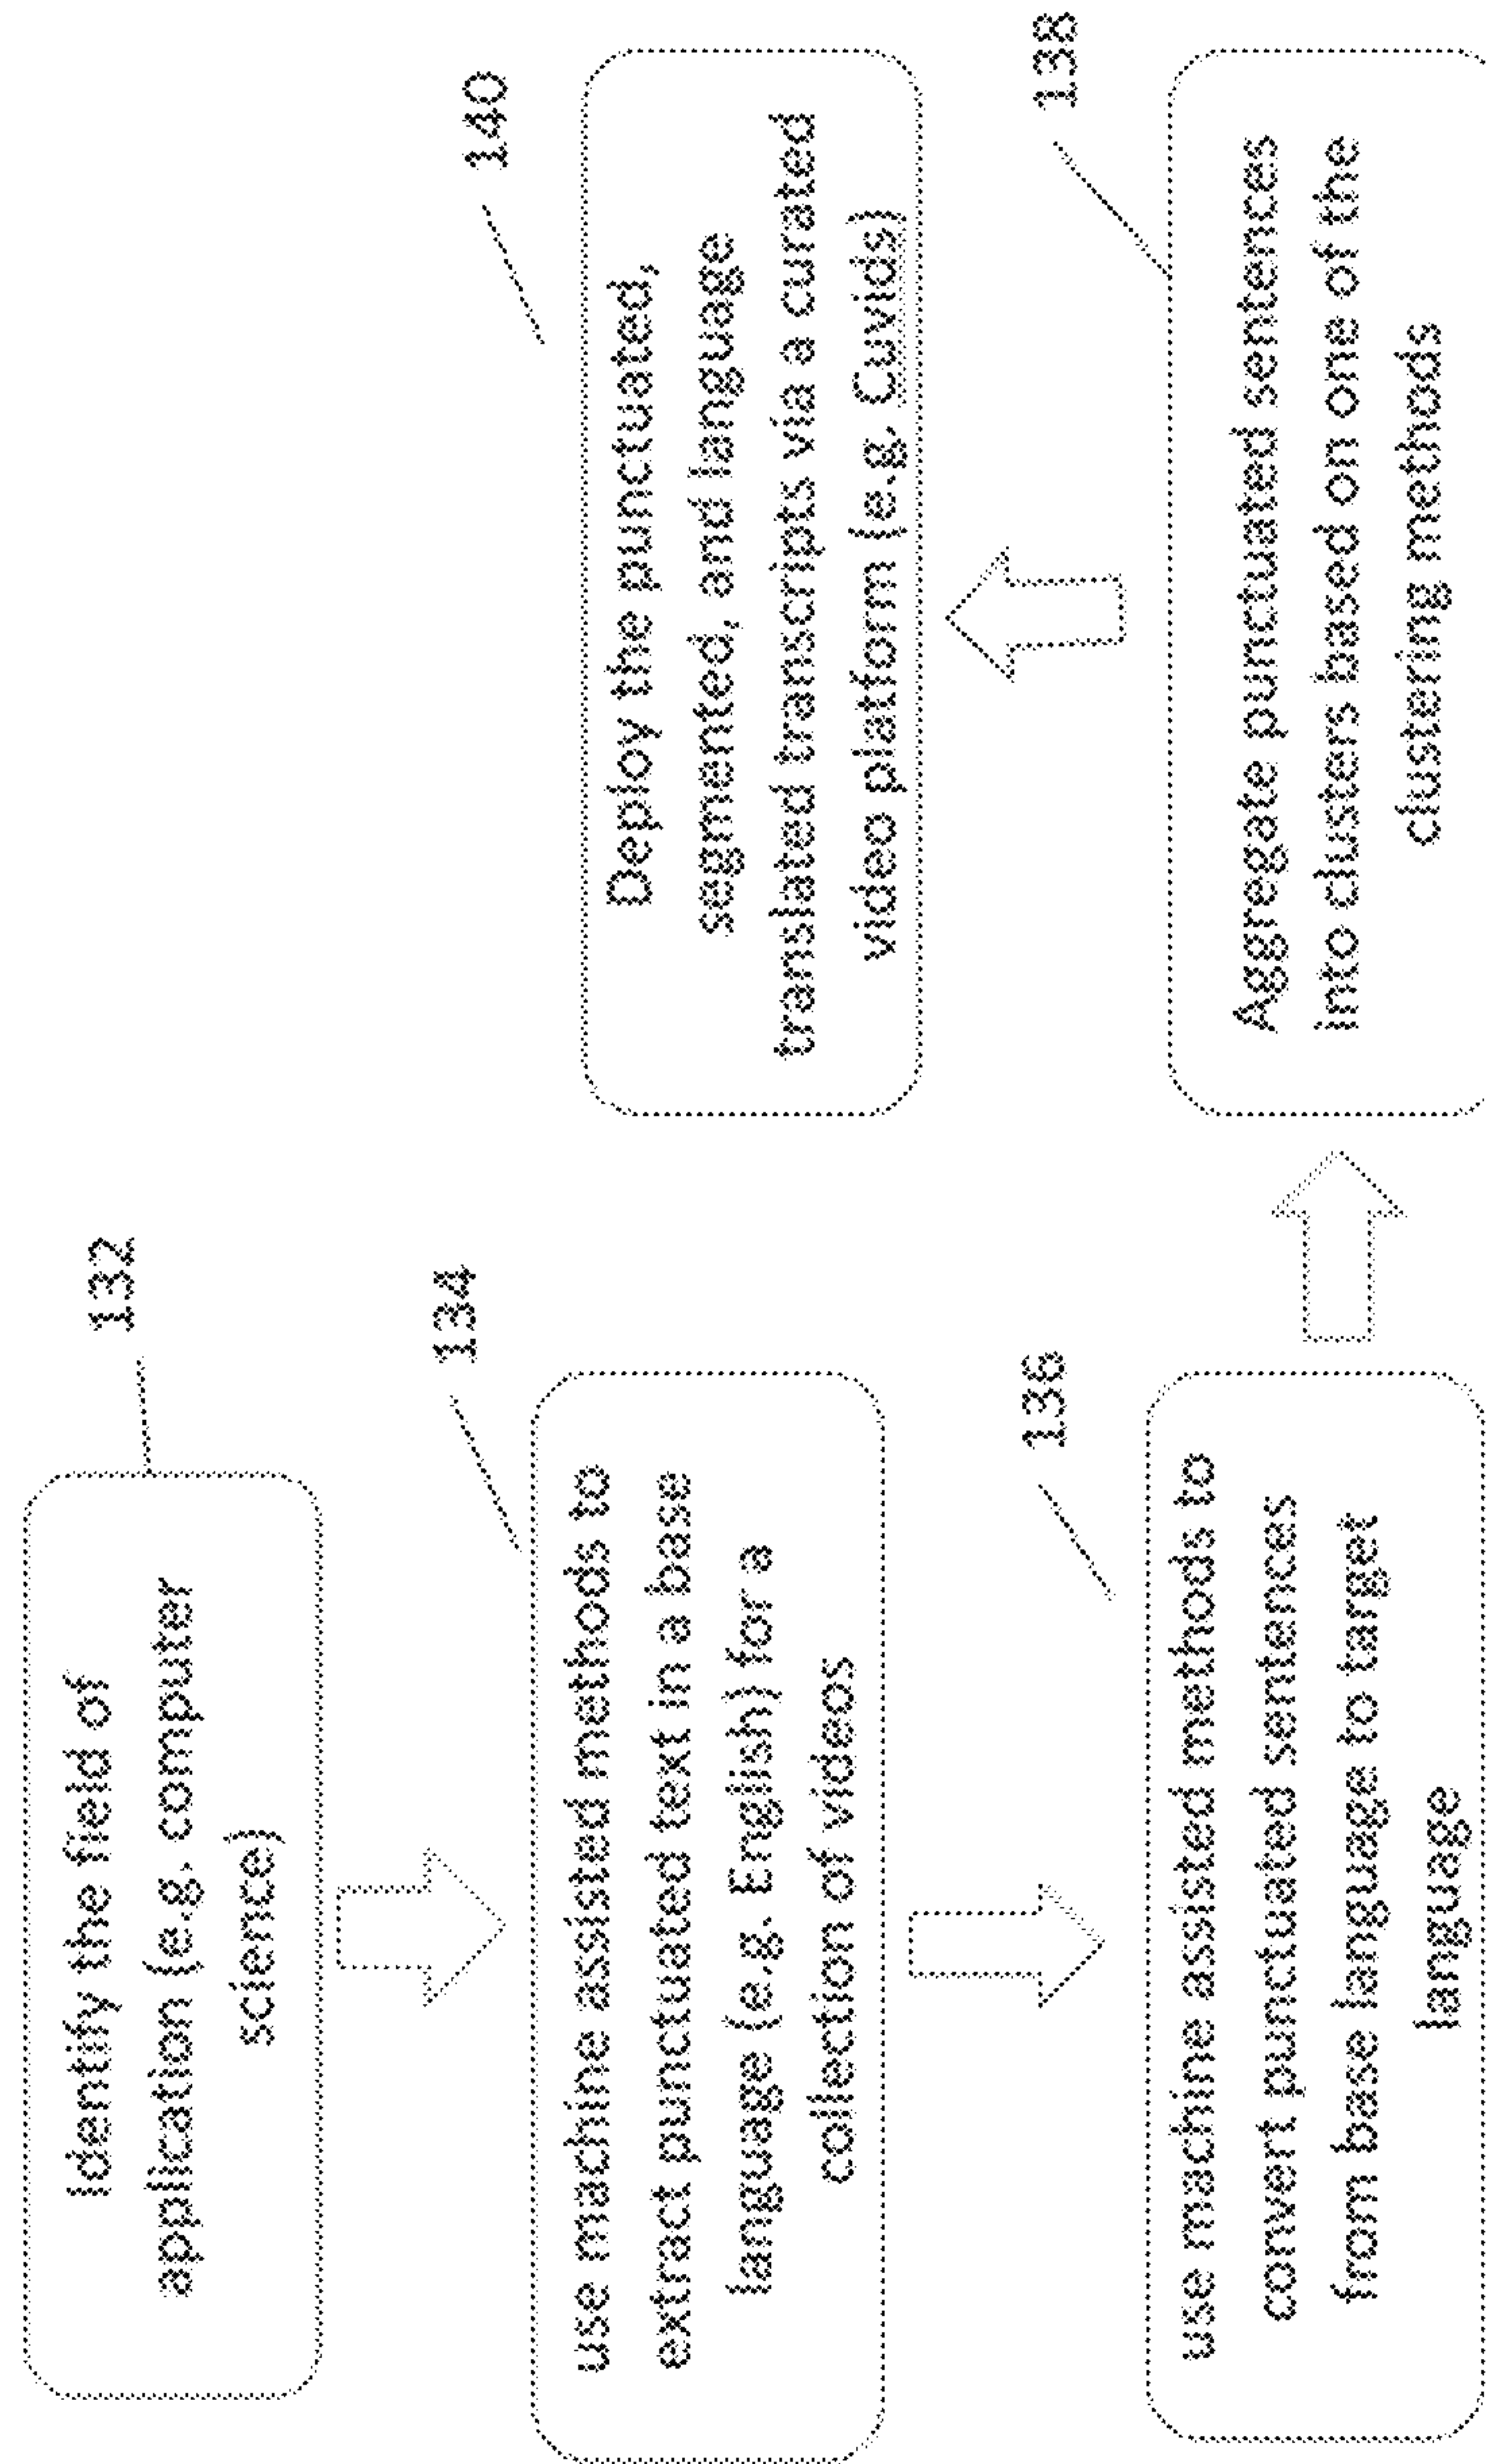 132
Identify the field of
application (e.g. computer
science)
134
use machine assisted methods to
extract punctuated text in a base
language (e.g. English) for a
collection of videos
136
use machine assisted methods to
convert punctuated sentences
from base language to target
language
138
Aggregate punctuated sentences
into clusters based on one of the
clustering methods
140
Deploy the punctuated,
segmented, and language
translated transcripts via a curated
video platform (e.g. Cuvids)